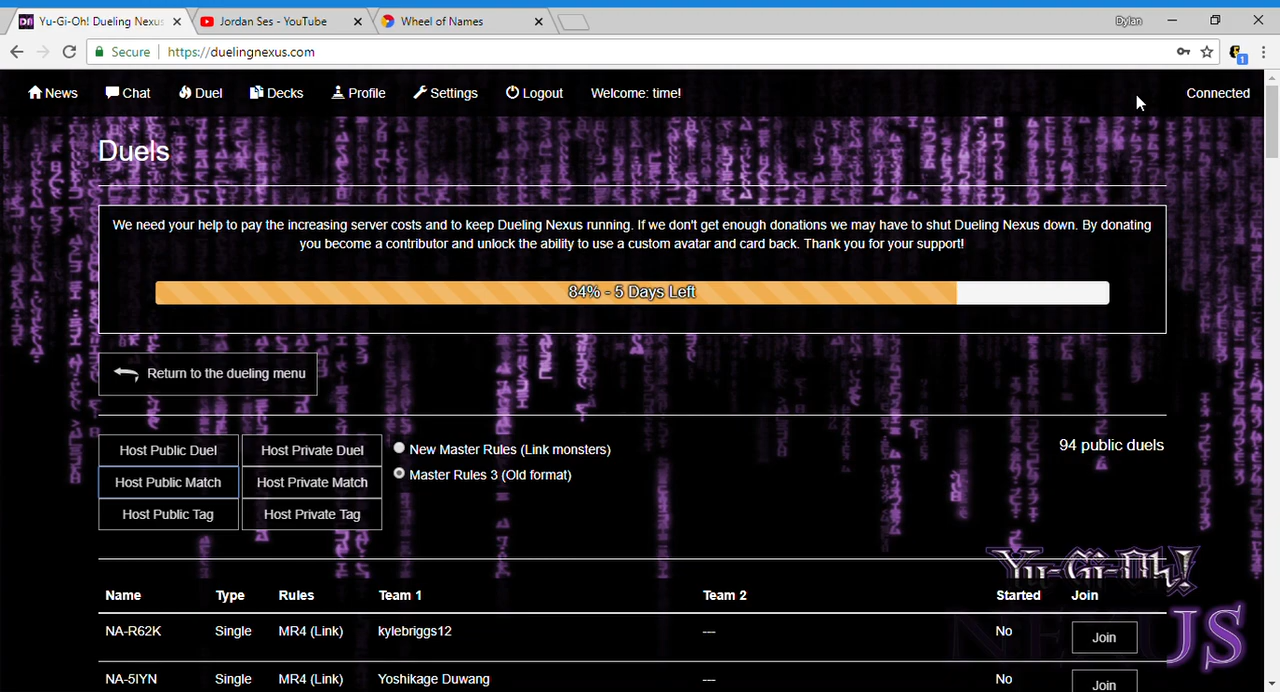 Yu-Gi-Oh! Dueling Nexus
Jordan Ses - YouTube
Wheel of Names
Dylan
Secure
https://duelingnexus.com
1
News
Chat
Duel
Decks
Profile
Settings
Logout
Welcome: time!
Connected
Duels
We need your help to pay the increasing server costs and to keep Dueling Nexus running. If we don't get enough donations we may have to shut Dueling Nexus down. By donating
you become a contributor and unlock the ability to use a custom avatar and card back. Thank you for your support!
84% - 5 Days Left
Return to the dueling menu
Host Public Duel
Host Private Duel
New Master Rules (Link monsters)
94 public duels
Host Public Match
Host Private Match
Master Rules 3 (Old format)
Host Public Tag
Host Private Tag
Yu-Gi-Oh!
Name Type Rules Team 1 Team 2 Started Join
NA-R62K Single MR4 (Link) kylebriggs12 --- No Join
NEXUS
NA-5IYN Single MR4 (Link) Yoshikage Duwang --- No Join